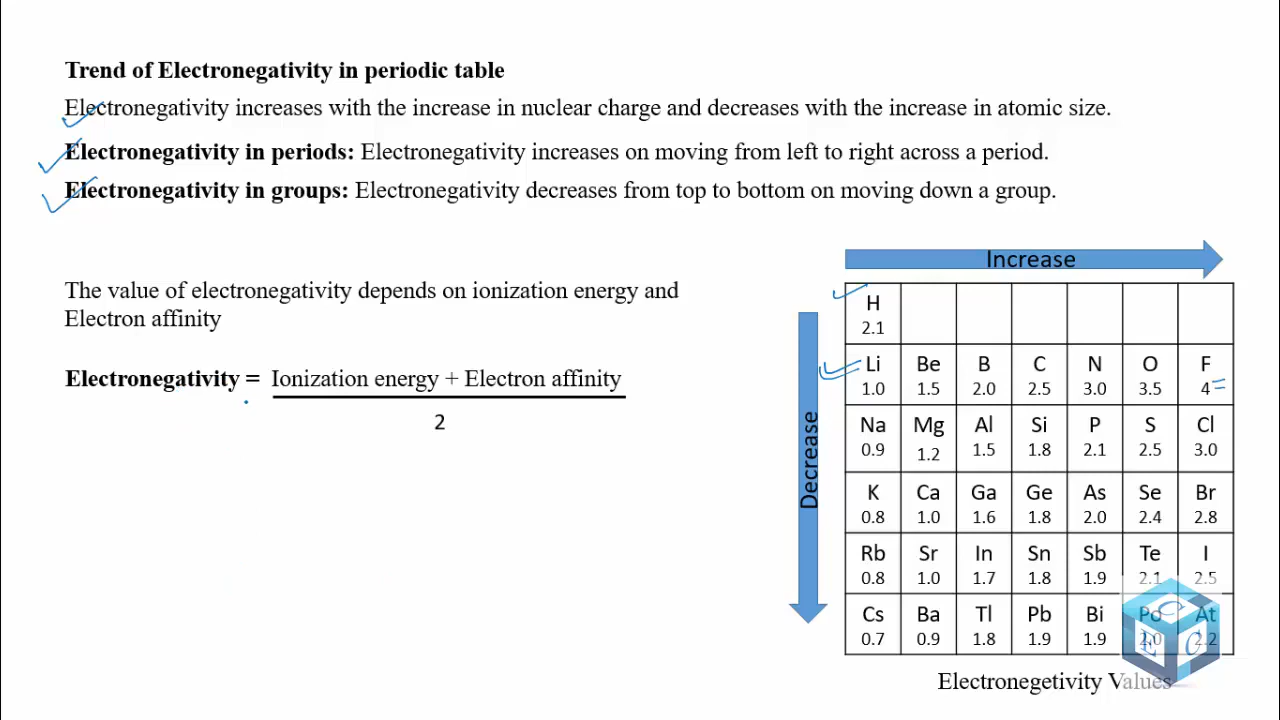 Trend of Electronegativity in periodic table
Electronegativity increases with the increase in nuclear charge and decreases with the increase in atomic size.
Electronegativity in periods: Electronegativity increases on moving from left to right across a period.
Electronegativity in groups: Electronegativity decreases from top to bottom on moving down a group.
The value of electronegativity depends on ionization energy and
Electron affinity
Electronegativity = Ionization energy + Electron affinity
2
Increase
Decrease
H
2.1
Li Be B C N O F
1.0 1.5 2.0 2.5 3.0 3.5 4
Na Mg Al Si P S Cl
0.9 1.2 1.5 1.8 2.1 2.5 3.0
K Ca Ga Ge As Se Br
0.8 1.0 1.6 1.8 2.0 2.4 2.8
Rb Sr In Sn Sb Te I
0.8 1.0 1.7 1.8 1.9 2.1 2.5
Cs Ba Tl Pb Bi Po At
0.7 0.9 1.8 1.9 1.9 2.0 2.2
C
E C
Electronegetivity Values